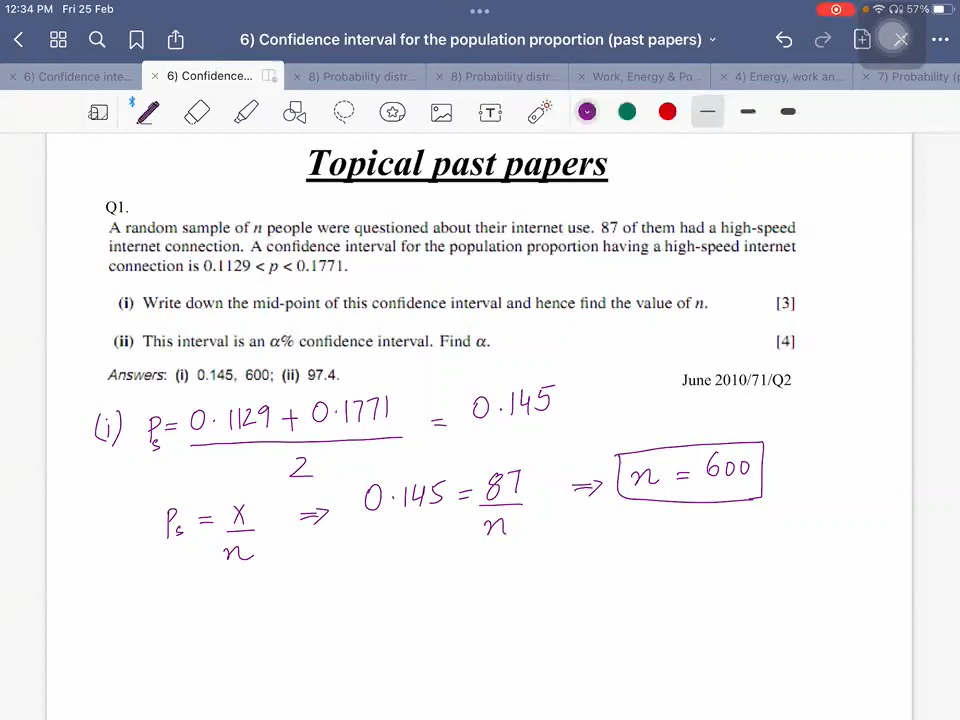 12:34 PM Fri 25 Feb
57%
6) Confidence interval for the population proportion (past papers)
6) Confidence inte...
6) Confidence...
8) Probability distr...
8) Probability distr...
Work, Energy & Po...
4) Energy, work an...
7) Probability (p
Topical past papers
Q1.
A random sample of n people were questioned about their internet use. 87 of them had a high-speed
internet connection. A confidence interval for the population proportion having a high-speed internet
connection is 0.1129 < p < 0.1771.
(i) Write down the mid-point of this confidence interval and hence find the value of n. [3]
(ii) This interval is an α% confidence interval. Find α. [4]
Answers: (i) 0.145, 600; (ii) 97.4.
June 2010/71/Q2
(i) Ps = 0.1129 + 0.1771 / 2 = 0.145
Ps = x / n ⇒ 0.145 = 87 / n ⇒ n = 600